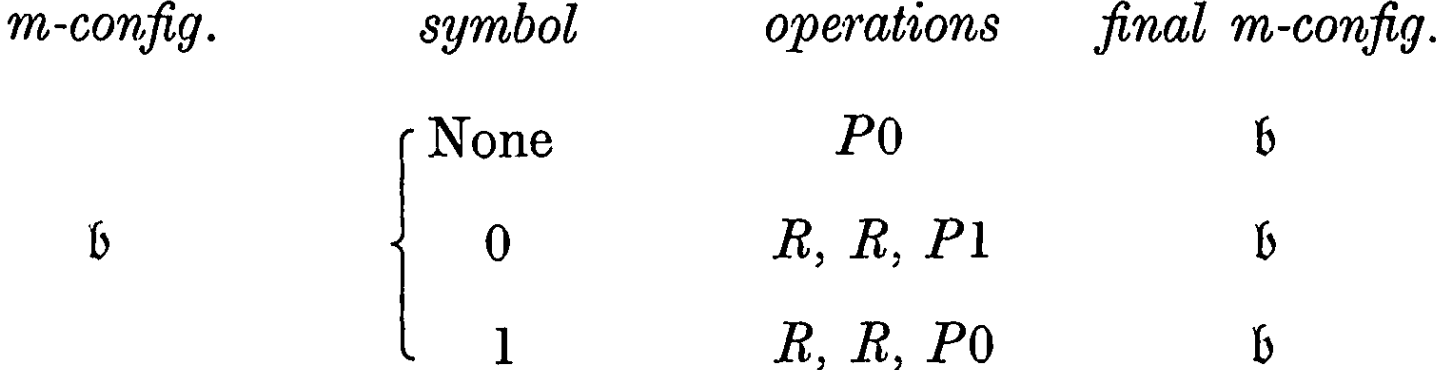 m-config. symbol operations final m-config.
None P0 𝔟
𝔟 0 R, R, P1 𝔟
1 R, R, P0 𝔟